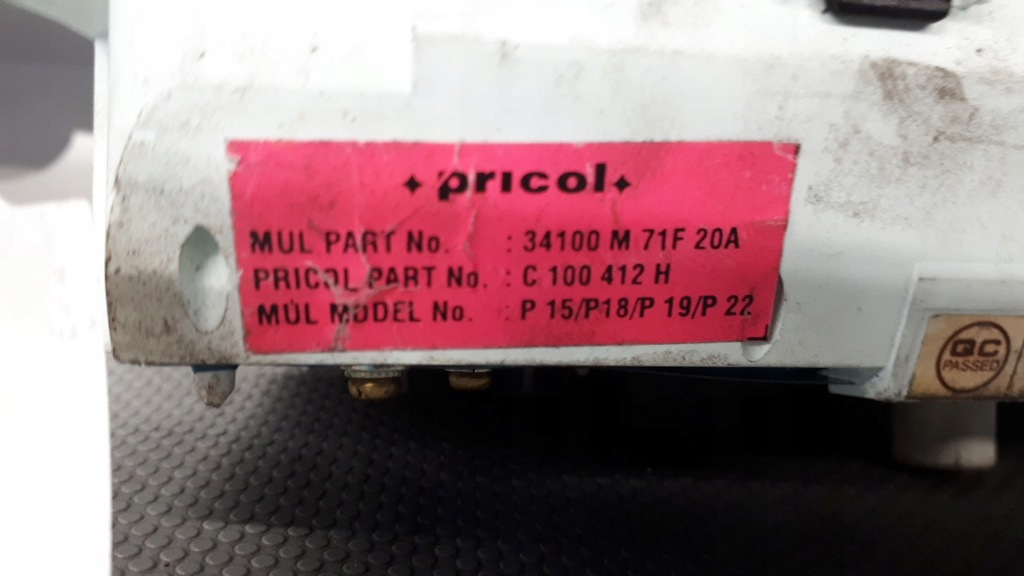 pricol
MUL PART No. : 34100 M 71F 20A
PRICOL PART No. : C 100 412 H
MUL MODEL No. : P 15/P18/P 19/P 22
QC
PASSED